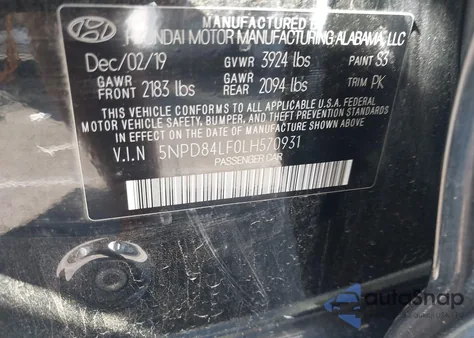 MANUFACTURED BY
HYUNDAI MOTOR MANUFACTURING ALABAMA, LLC
Dec/02/19 GVWR 3924 lbs PAINT S3
GAWR FRONT 2183 lbs GAWR REAR 2094 lbs TRIM PK
THIS VEHICLE CONFORMS TO ALL APPLICABLE U.S. FEDERAL
MOTOR VEHICLE SAFETY, BUMPER, AND THEFT PREVENTION STANDARDS
IN EFFECT ON THE DATE OF MANUFACTURE SHOWN ABOVE.
V.I.N 5NPD84LF0LH570931
PASSENGER CAR
autoSnap